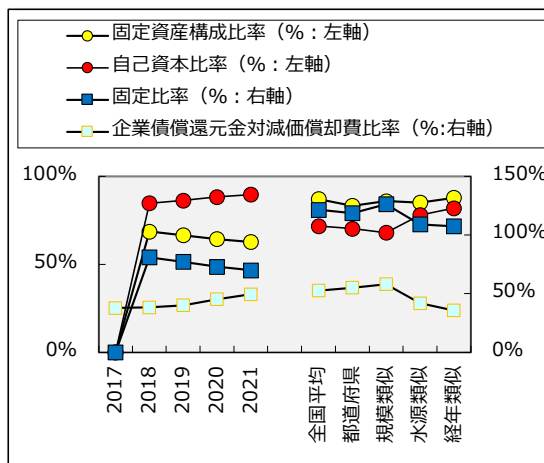 固定資産構成比率（%：左軸）
自己資本比率（%：左軸）
固定比率（%：右軸）
企業債償還元金対減価償却費比率（%:右軸）
100%
50%
0%
150%
100%
50%
0%
2017
2018
2019
2020
2021
全国平均
都道府県
規模類似
水源類似
経年類似